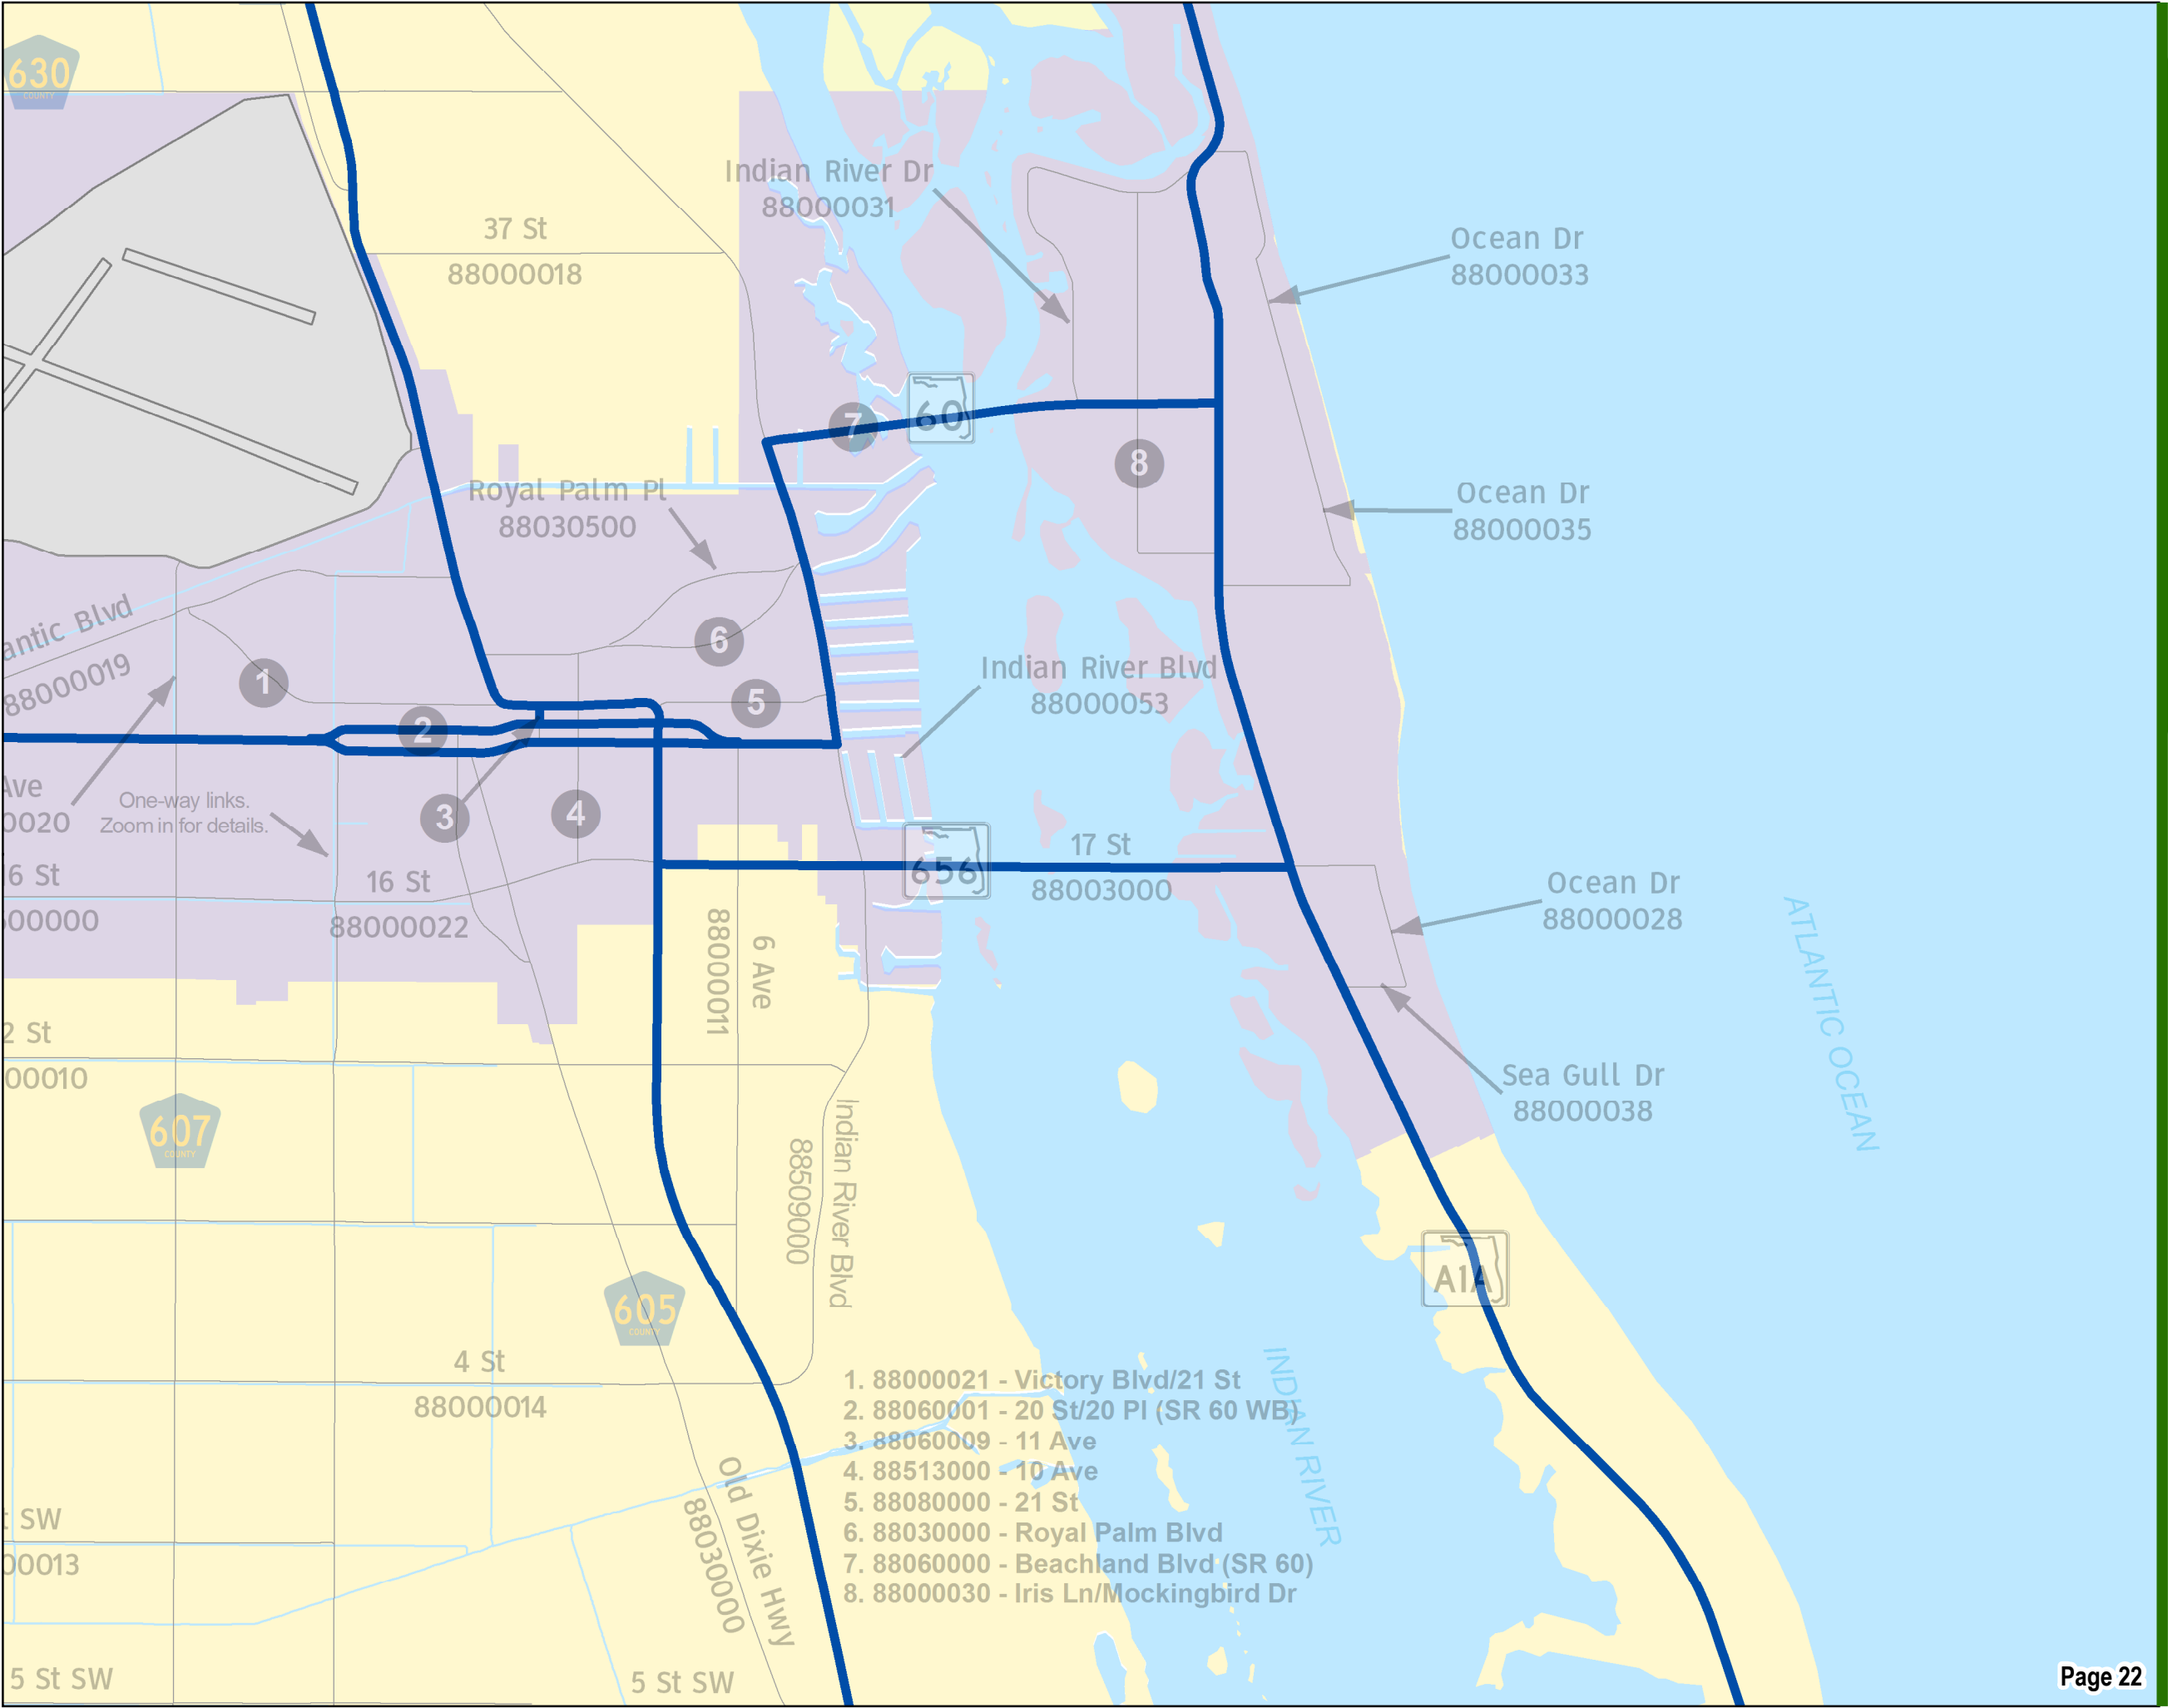 630
COUNTY
Indian River Dr
88000031
37 St
88000018
Ocean Dr
88000033
60
7
8
Royal Palm Pl
88030500
Ocean Dr
88000035
antic Blvd
88000019
6
1
5
2
Indian River Blvd
88000053
Ave
0020
One-way links.
Zoom in for details.
3
4
17 St
88003000
656
6 St
16 St
88000022
Ocean Dr
88000028
6 Ave
88000011
ATLANTIC OCEAN
2 St
00010
Sea Gull Dr
88000038
607
COUNTY
Indian River Blvd
88509000
A1A
605
COUNTY
4 St
88000014
1. 88000021 - Victory Blvd/21 St
2. 88060001 - 20 St/20 Pl (SR 60 WB)
3. 88060009 - 11 Ave
4. 88513000 - 10 Ave
5. 88080000 - 21 St
6. 88030000 - Royal Palm Blvd
7. 88060000 - Beachland Blvd (SR 60)
8. 88000030 - Iris Ln/Mockingbird Dr
INDIAN RIVER
Old Dixie Hwy
88030000
SW
00013
5 St SW
5 St SW
Page 22